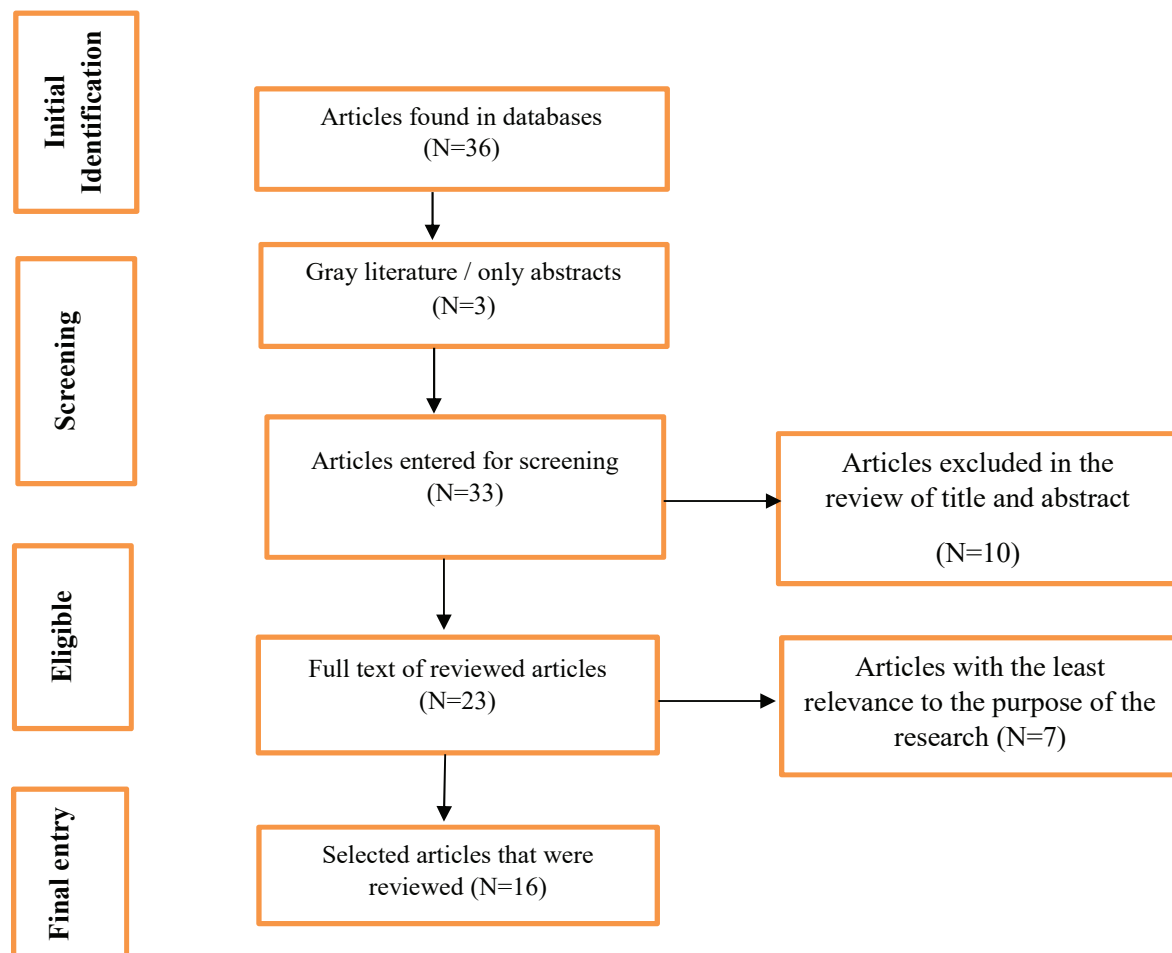 Initial
Identification
Articles found in databases
(N=36)
Gray literature / only abstracts
(N=3)
Screening
Articles entered for screening
(N=33)
Articles excluded in the
review of title and abstract
(N=10)
Eligible
Full text of reviewed articles
(N=23)
Articles with the least
relevance to the purpose of the
research (N=7)
Final entry
Selected articles that were
reviewed (N=16)